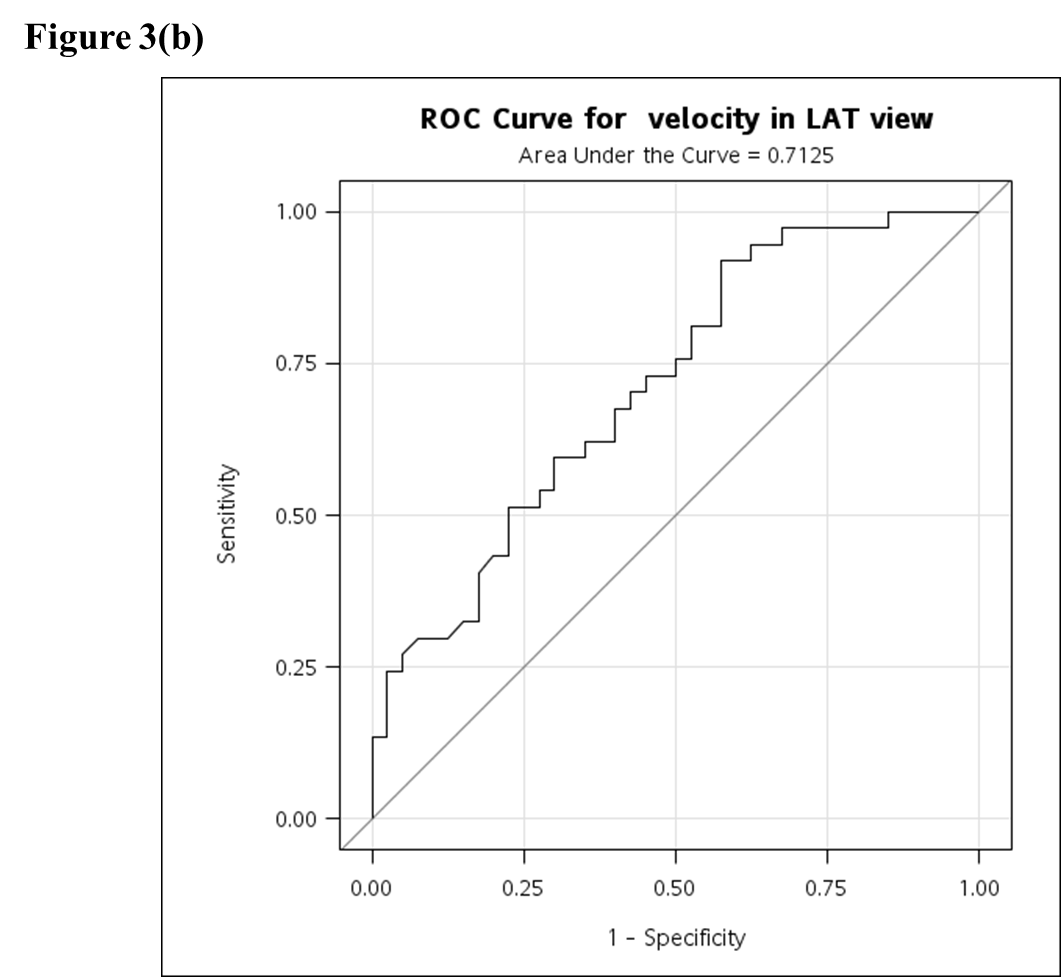 Figure 3(b)
ROC Curve for velocity in LAT view
Area Under the Curve = 0.7125
1.00
0.75
0.50
0.25
0.00
Sensitivity
0.00 0.25 0.50 0.75 1.00
1 - Specificity